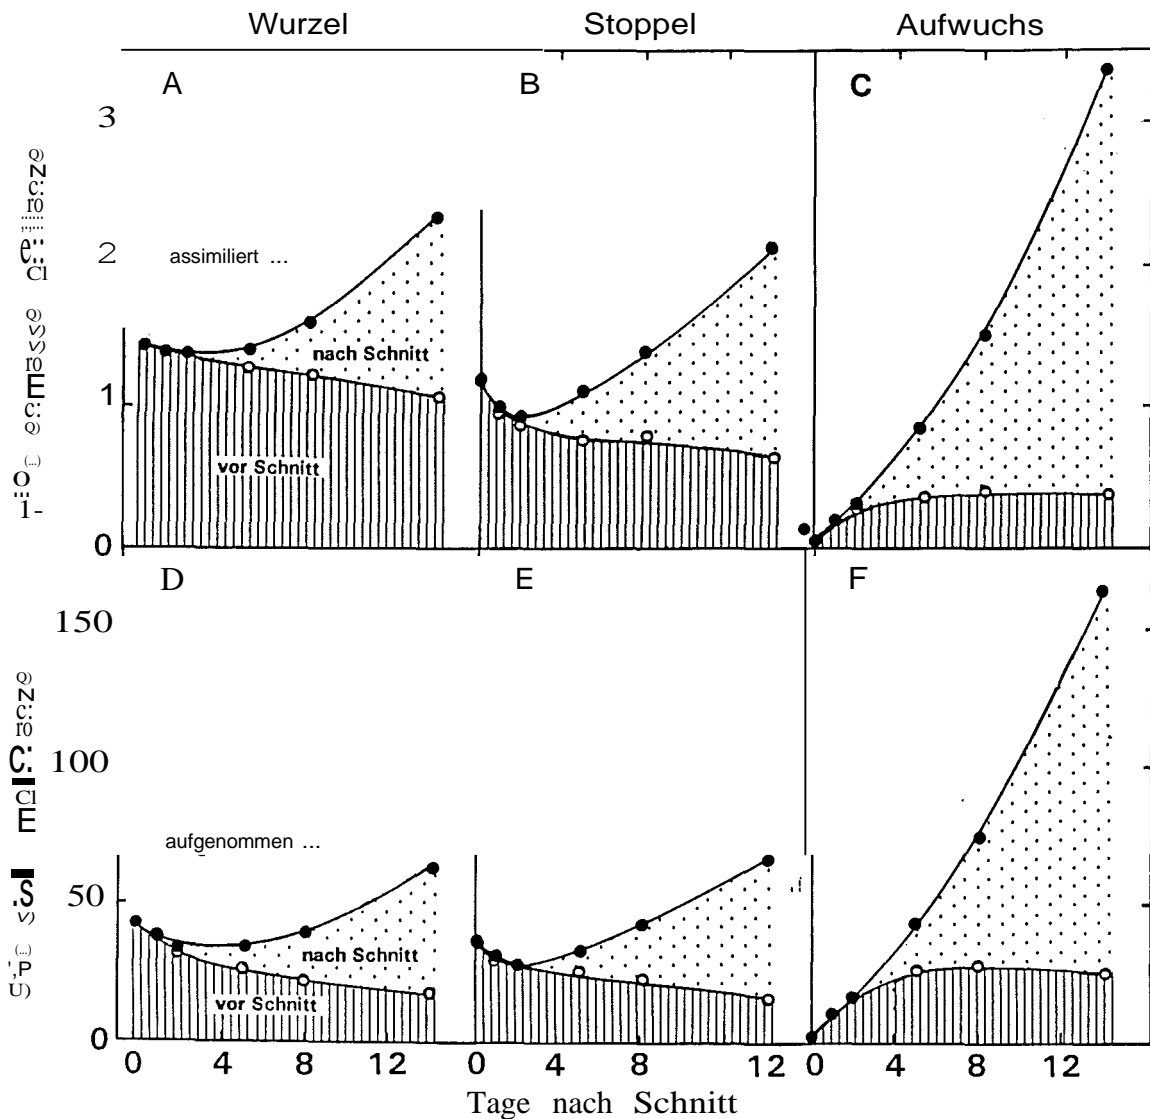 Wurzel Stoppel Aufwuchs
A B C
3
2
assimiliert ...
nach Schnitt
1
vor Schnitt
0
D E F
150
100
aufgenommen ...
50
nach Schnitt
vor Schnitt
0
0 4 8 12 0 4 8 12 0 4 8 12
Tage nach Schnitt